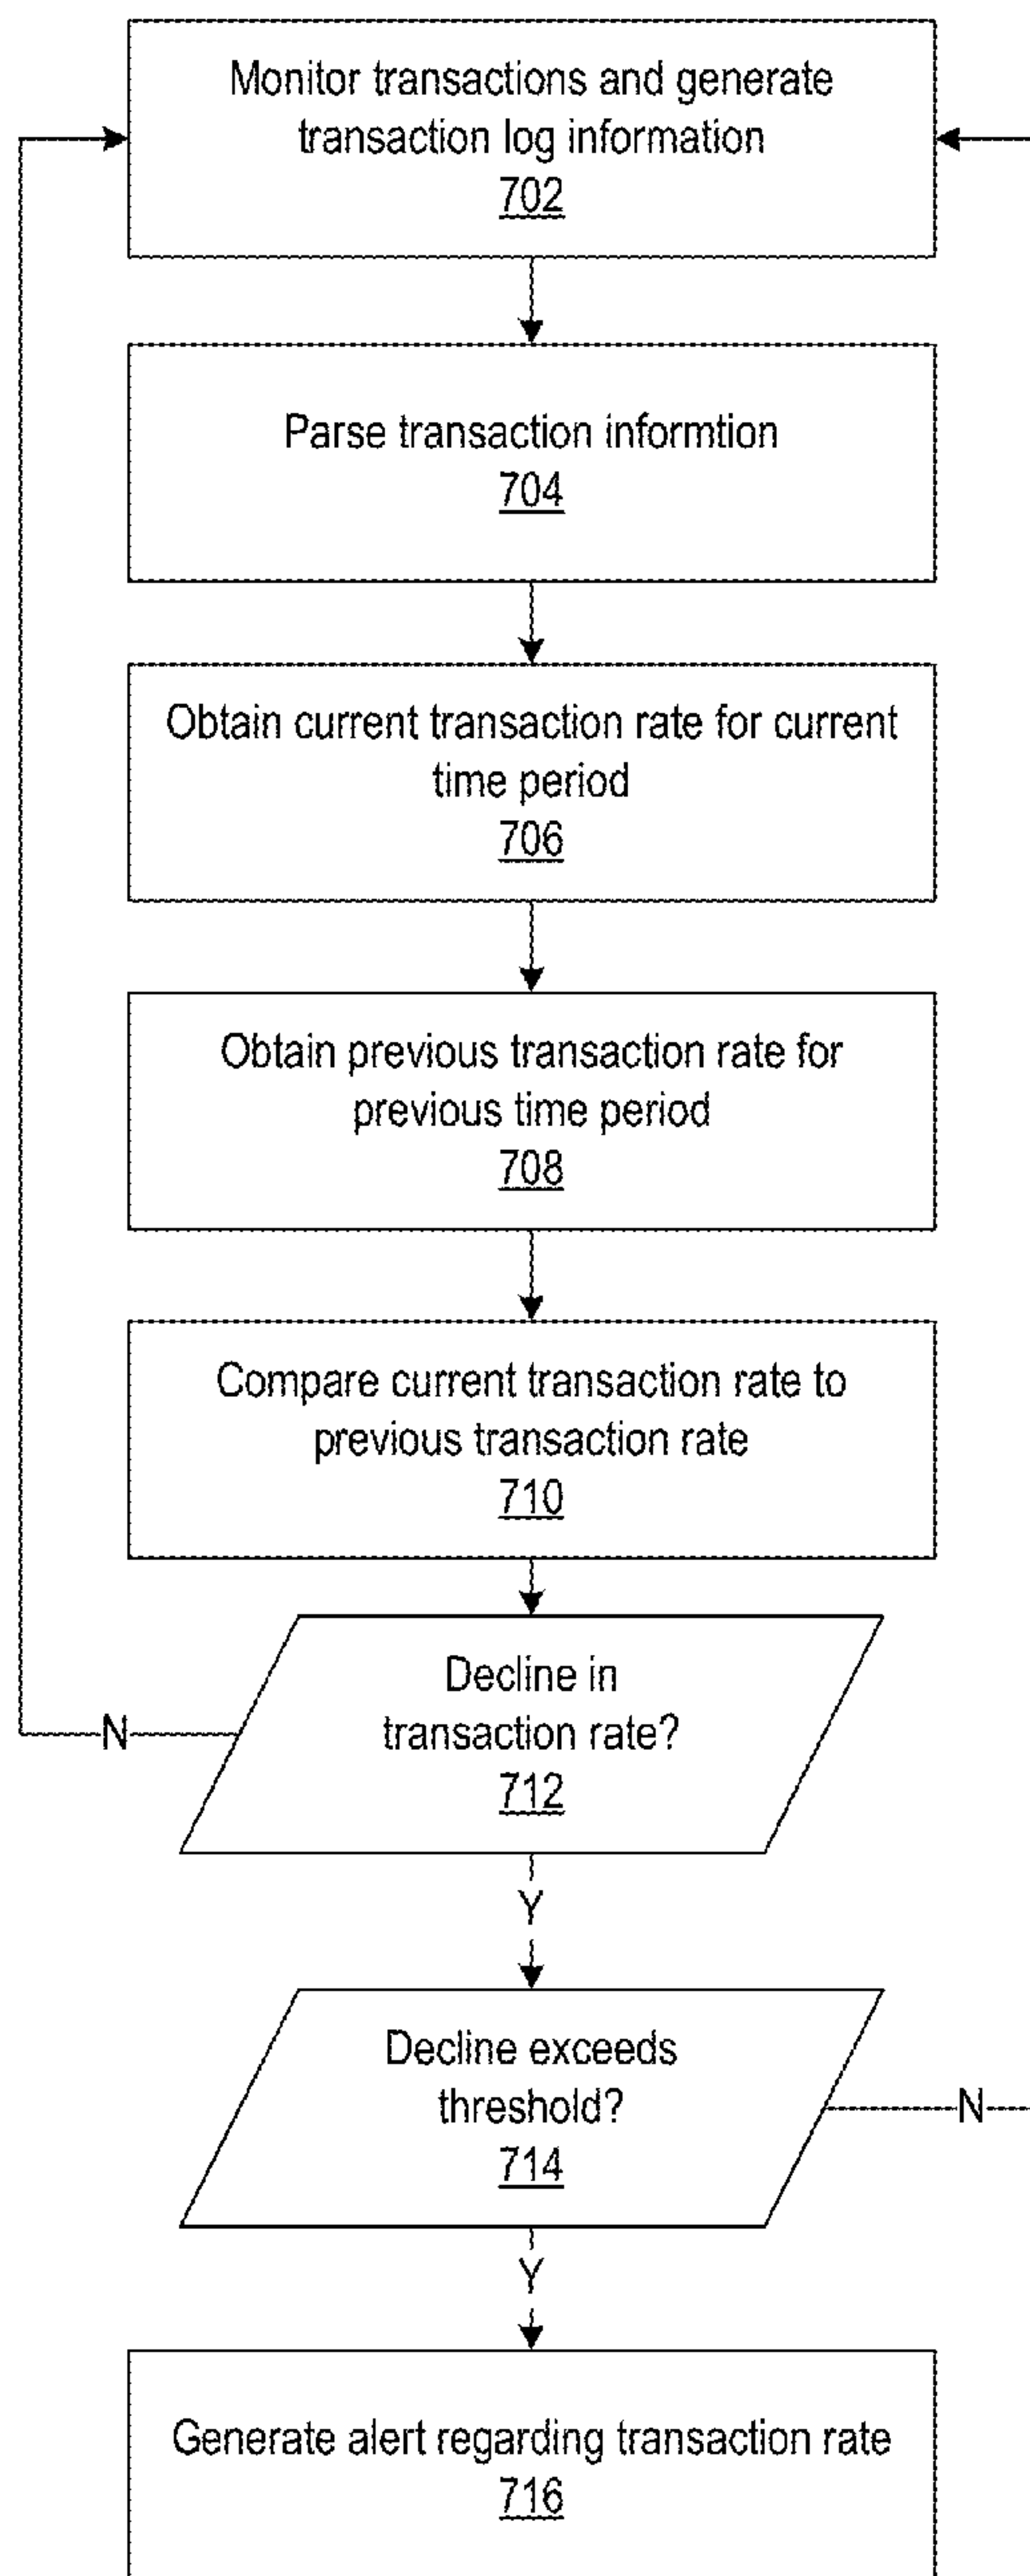 Monitor transactions and generate
transaction log information
702
Parse transaction informtion
704
Obtain current transaction rate for current
time period
706
Obtain previous transaction rate for
previous time period
708
Compare current transaction rate to
previous transaction rate
710
Decline in
transaction rate?
712
N
Y
Decline exceeds
threshold?
714
N
Y
Generate alert regarding transaction rate
716